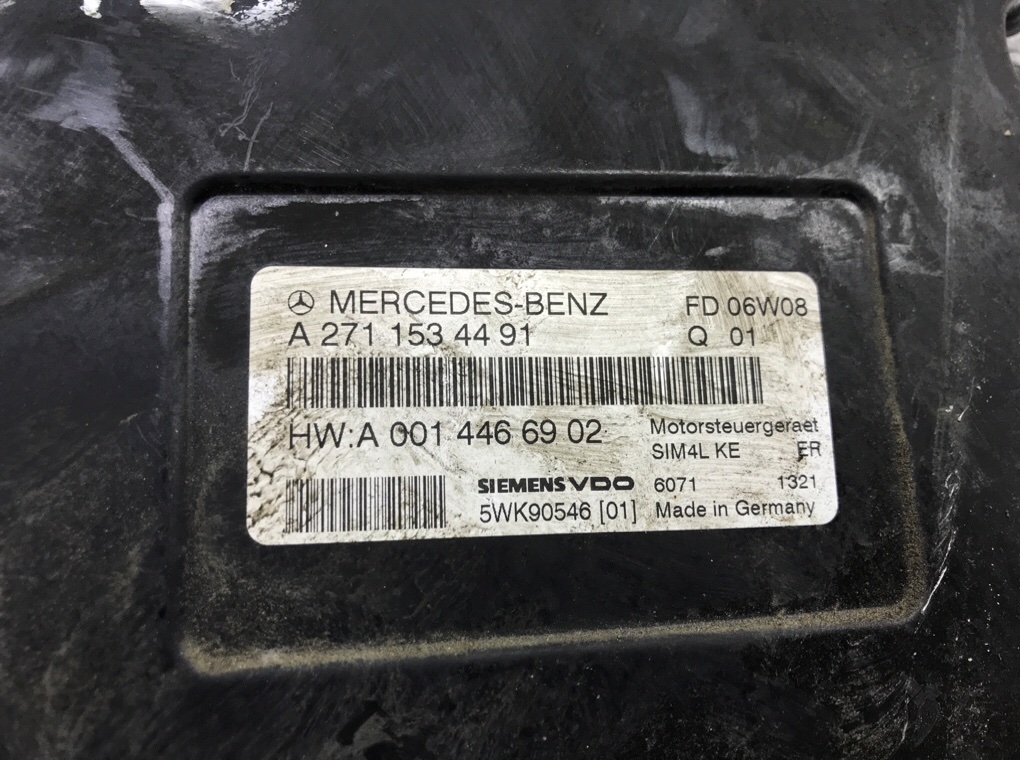 MERCEDES-BENZ FD 06W08
A 271 153 44 91 Q 01
HW:A 001 446 69 02 Motorsteuergeraet
SIM4L KE ER
SIEMENS VDO 6071 1321
5WK90546 [01] Made in Germany